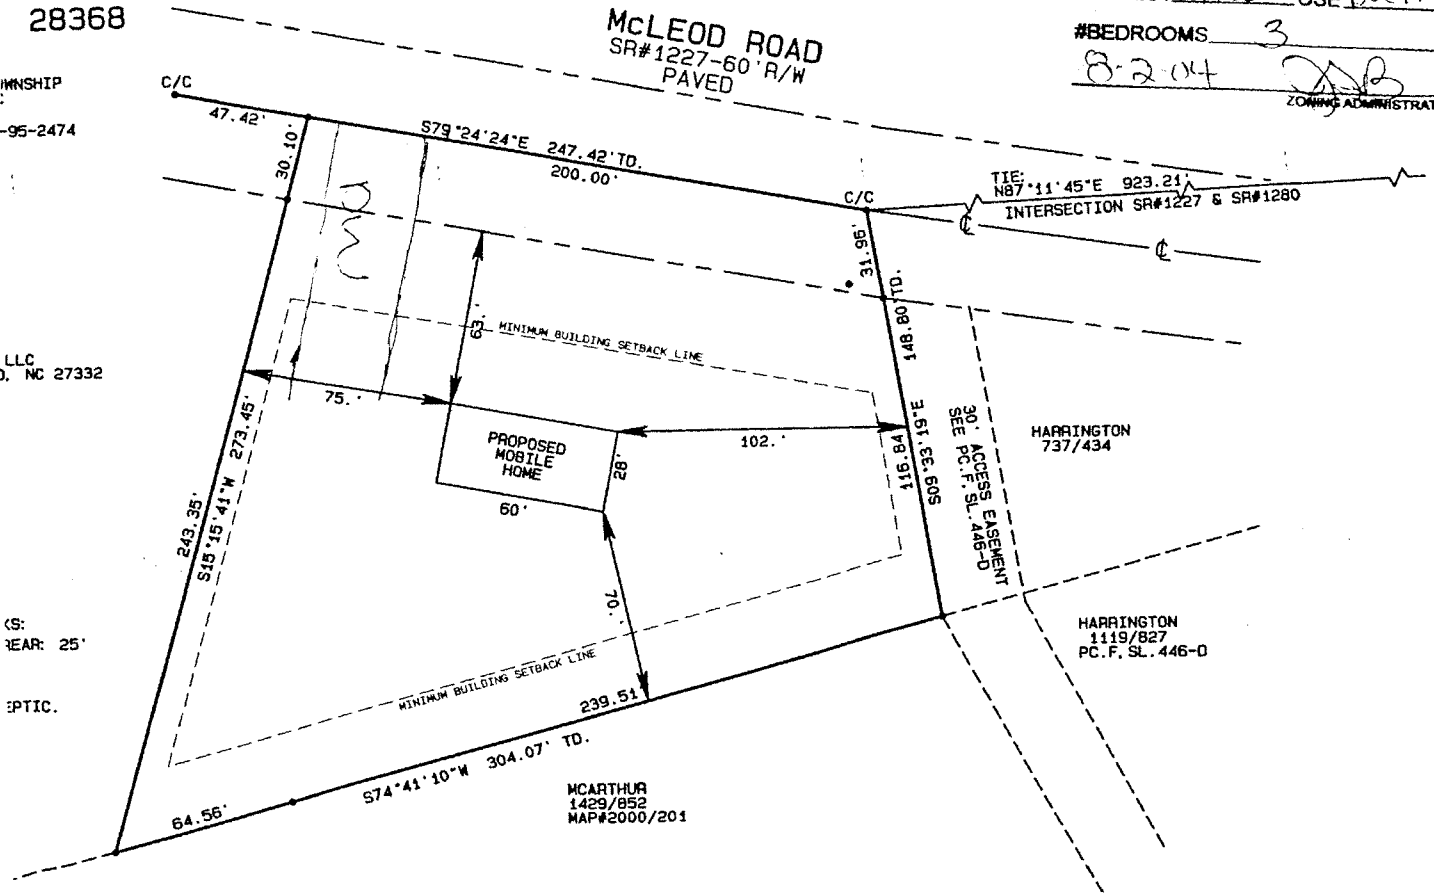 28368
McLEOD ROAD
SR#1227-60'R/W
PAVED
#BEDROOMS 3
8-2-04
ZONING ADMINISTRAT
WNSHIP
-95-2474
C/C
47.42'
30.10'
S79°24'24"E 247.42'TD.
200.00'
C/C
TIE:
N87°11'45"E 923.21'
INTERSECTION SR#1227 & SR#1280
31.96'
148.80'TD.
63.'
MINIMUM BUILDING SETBACK LINE
LLC
NC 27332
75.'
PROPOSED
MOBILE
HOME
28'
60'
102.'
116.84'
S09°33'19"E
30' ACCESS EASEMENT
SEE PC.F, SL.446-D
HARRINGTON
737/434
243.35'
S15°15'41"W 273.45'
70.'
KS:
REAR: 25'
EPTIC.
MINIMUM BUILDING SETBACK LINE
239.51'
S74°41'10"W 304.07' TD.
64.56'
HARRINGTON
1119/827
PC.F, SL.446-D
MCARTHUR
1429/852
MAP#2000/201